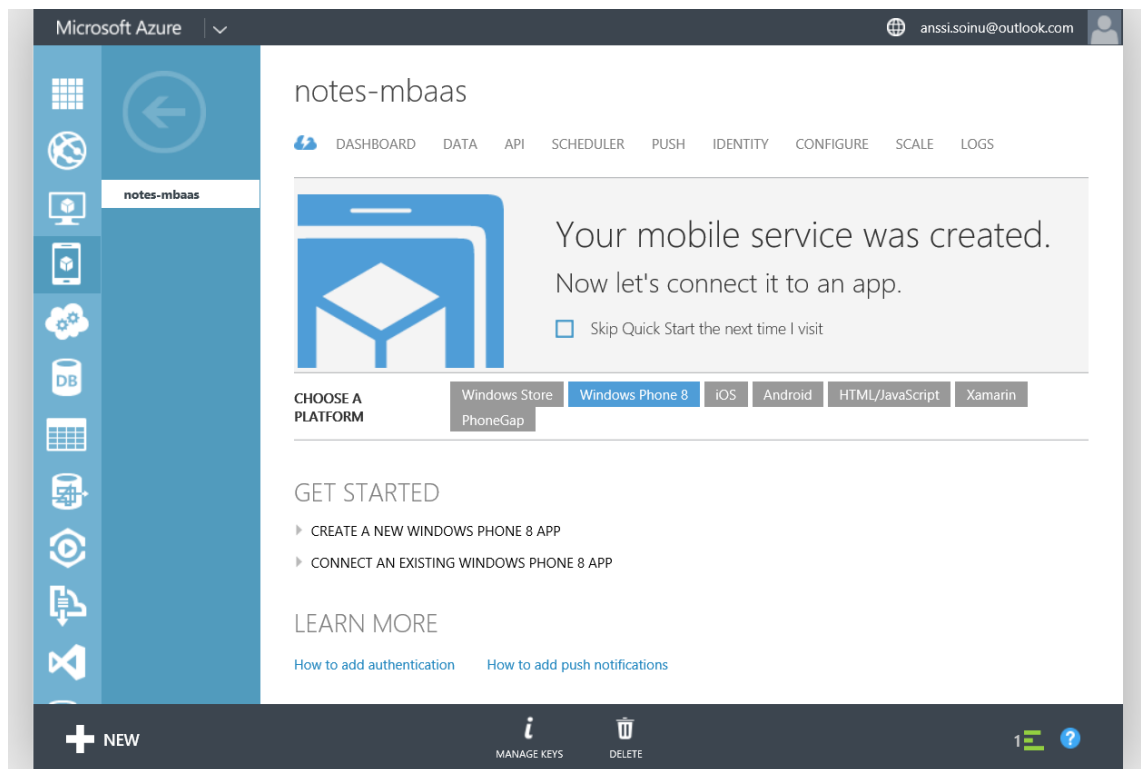 Microsoft Azure
anssi.soinu@outlook.com
notes-mbaas
notes-mbaas
DASHBOARD DATA API SCHEDULER PUSH IDENTITY CONFIGURE SCALE LOGS
Your mobile service was created.
Now let's connect it to an app.
Skip Quick Start the next time I visit
CHOOSE A
PLATFORM
Windows Store Windows Phone 8 iOS Android HTML/JavaScript Xamarin
PhoneGap
DB
GET STARTED
CREATE A NEW WINDOWS PHONE 8 APP
CONNECT AN EXISTING WINDOWS PHONE 8 APP
LEARN MORE
How to add authentication How to add push notifications
NEW
MANAGE KEYS
DELETE
1
?